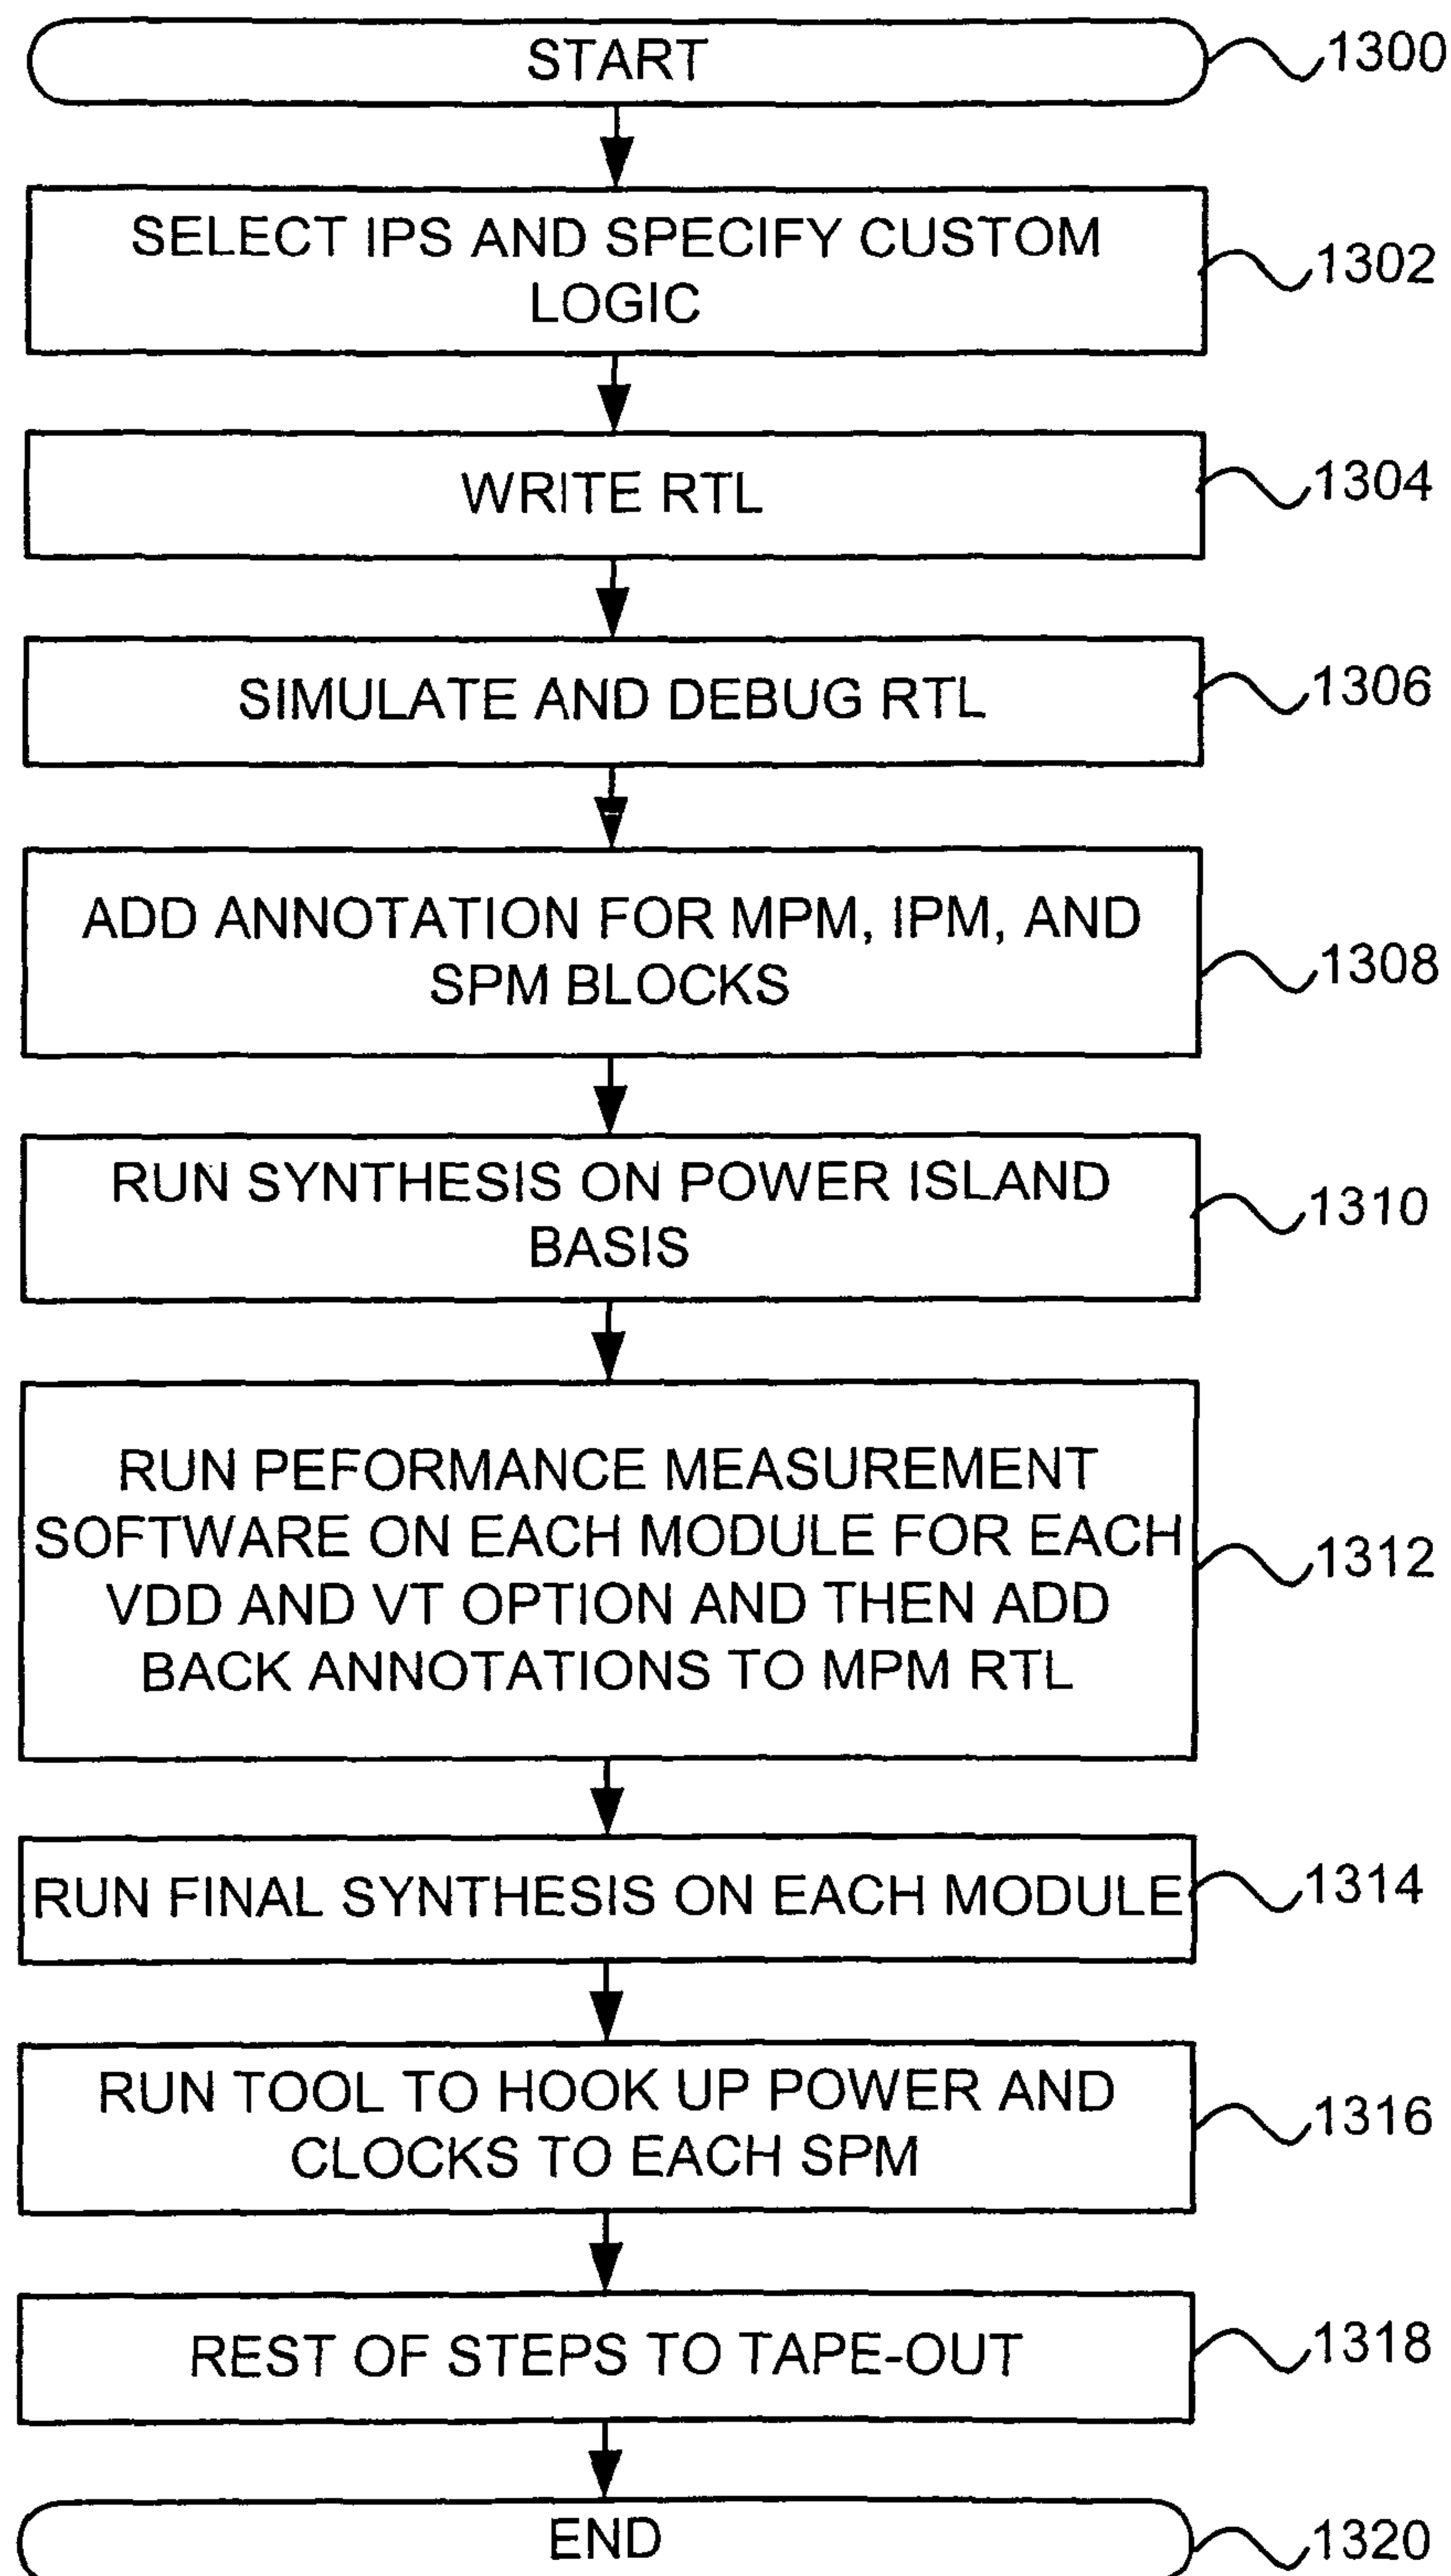 START
1300
SELECT IPS AND SPECIFY CUSTOM
LOGIC
1302
WRITE RTL
1304
SIMULATE AND DEBUG RTL
1306
ADD ANNOTATION FOR MPM, IPM, AND
SPM BLOCKS
1308
RUN SYNTHESIS ON POWER ISLAND
BASIS
1310
RUN PEFORMANCE MEASUREMENT
SOFTWARE ON EACH MODULE FOR EACH
VDD AND VT OPTION AND THEN ADD
BACK ANNOTATIONS TO MPM RTL
1312
RUN FINAL SYNTHESIS ON EACH MODULE
1314
RUN TOOL TO HOOK UP POWER AND
CLOCKS TO EACH SPM
1316
REST OF STEPS TO TAPE-OUT
1318
END
1320